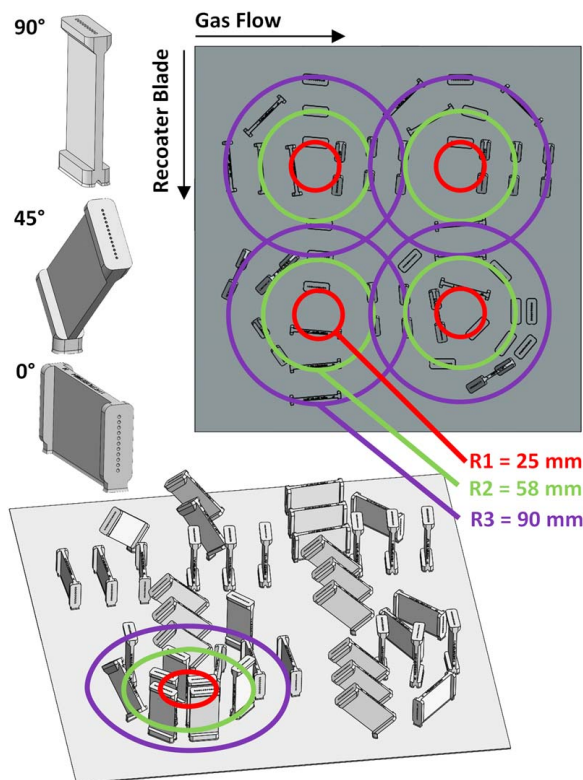 90°
Gas Flow
Recoater Blade
45°
0°
R1 = 25 mm
R2 = 58 mm
R3 = 90 mm